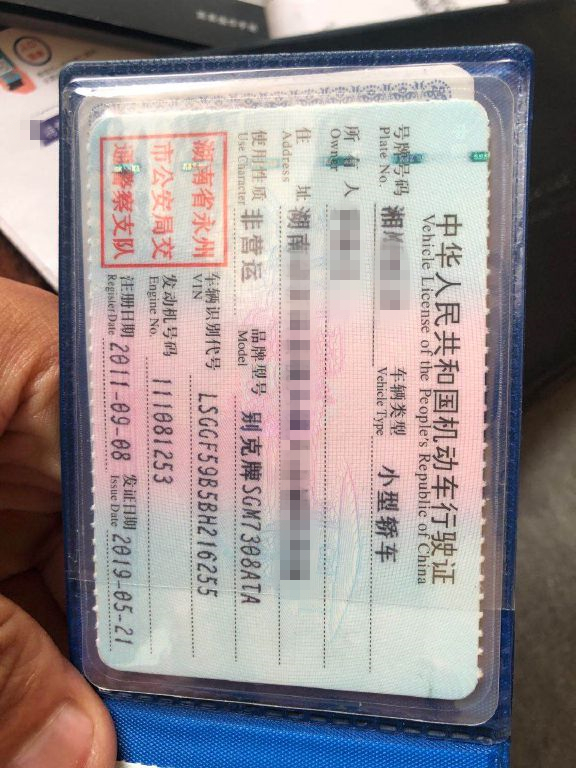 中华人民共和国机动车行驶证
Vehicle License of the People's Republic of China
号牌号码 湘 车辆类型 小型轿车
Plate No. Vehicle Type
所有人
Owner
住址 湖南
Address
使用性质 非营运 品牌型号 别克牌SGM7308ATA
Use Character Model
湖南省永州
市公安局交
通警察支队
车辆识别代号 LSGGF59B5BH216255
VIN
发动机号码 111081253
Engine No.
注册日期 2011-09-08 发证日期 2019-05-21
Register Date Issue Date